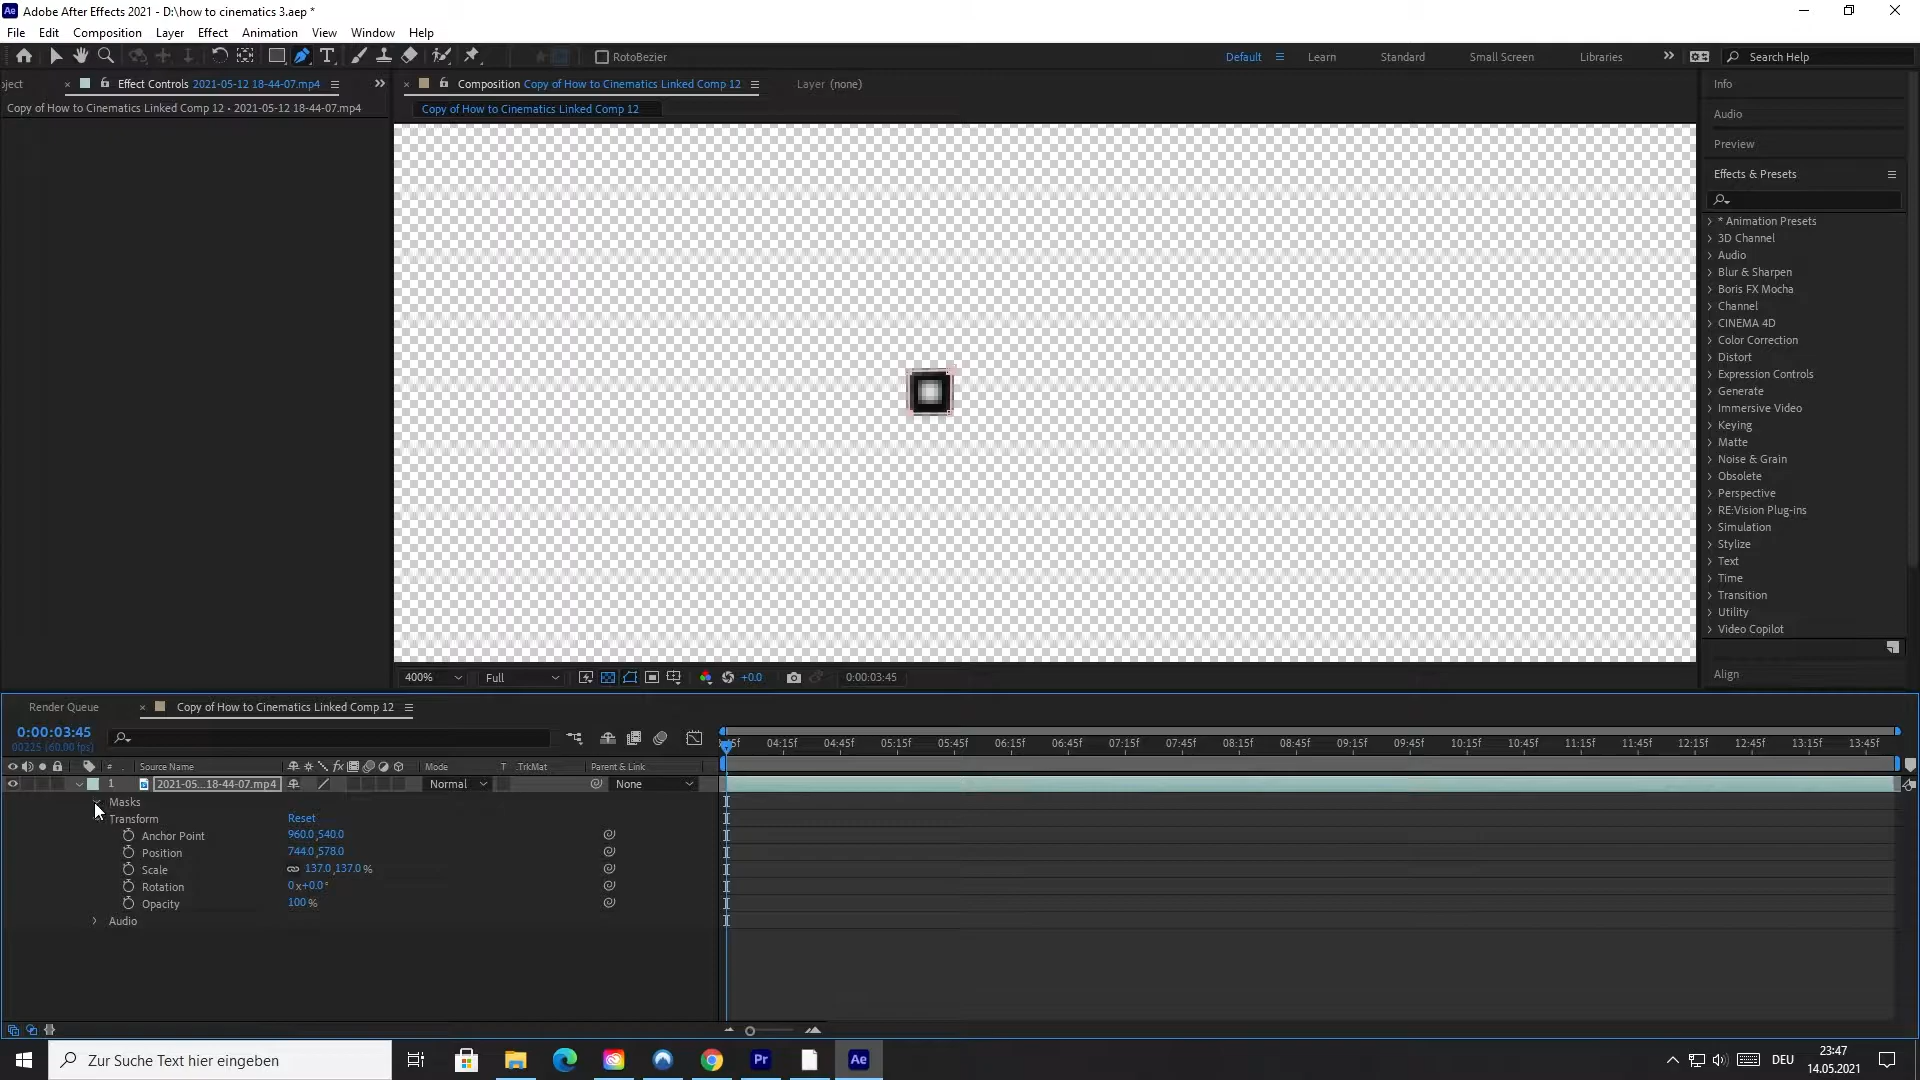 Adobe After Effects 2021 - D:\how to cinematics 3.aep *
File Edit Composition Layer Effect Animation View Window Help
RotoBezier
Default Learn Standard Small Screen Libraries Search Help
ject
Effect Controls 2021-05-12 18-44-07.mp4
Copy of How to Cinematics Linked Comp 12 • 2021-05-12 18-44-07.mp4
Composition Copy of How to Cinematics Linked Comp 12
Layer (none)
Copy of How to Cinematics Linked Comp 12
Info
Audio
Preview
Effects & Presets
* Animation Presets
3D Channel
Audio
Blur & Sharpen
Boris FX Mocha
Channel
CINEMA 4D
Color Correction
Distort
Expression Controls
Generate
Immersive Video
Keying
Matte
Noise & Grain
Obsolete
Perspective
RE:Vision Plug-ins
Simulation
Stylize
Text
Time
Transition
Utility
Video Copilot
Align
400% Full +0.0 0:00:03:45
Render Queue
Copy of How to Cinematics Linked Comp 12
0:00:03:45
00225 (60.00 fps)
04:15f 04:45f 05:15f 05:45f 06:15f 06:45f 07:15f 07:45f 08:15f 08:45f 09:15f 09:45f 10:15f 10:45f 11:15f 11:45f 12:15f 12:45f 13:15f 13:45f
# Source Name Mode T .TrkMat Parent & Link
1 2021-05...18-44-07.mp4 Normal None
Masks
Transform Reset
Anchor Point 960.0,540.0
Position 744.0,578.0
Scale 137.0,137.0 %
Rotation 0x+0.0°
Opacity 100 %
Audio
Zur Suche Text hier eingeben
Pr
Ae
DEU
23:47
14.05.2021